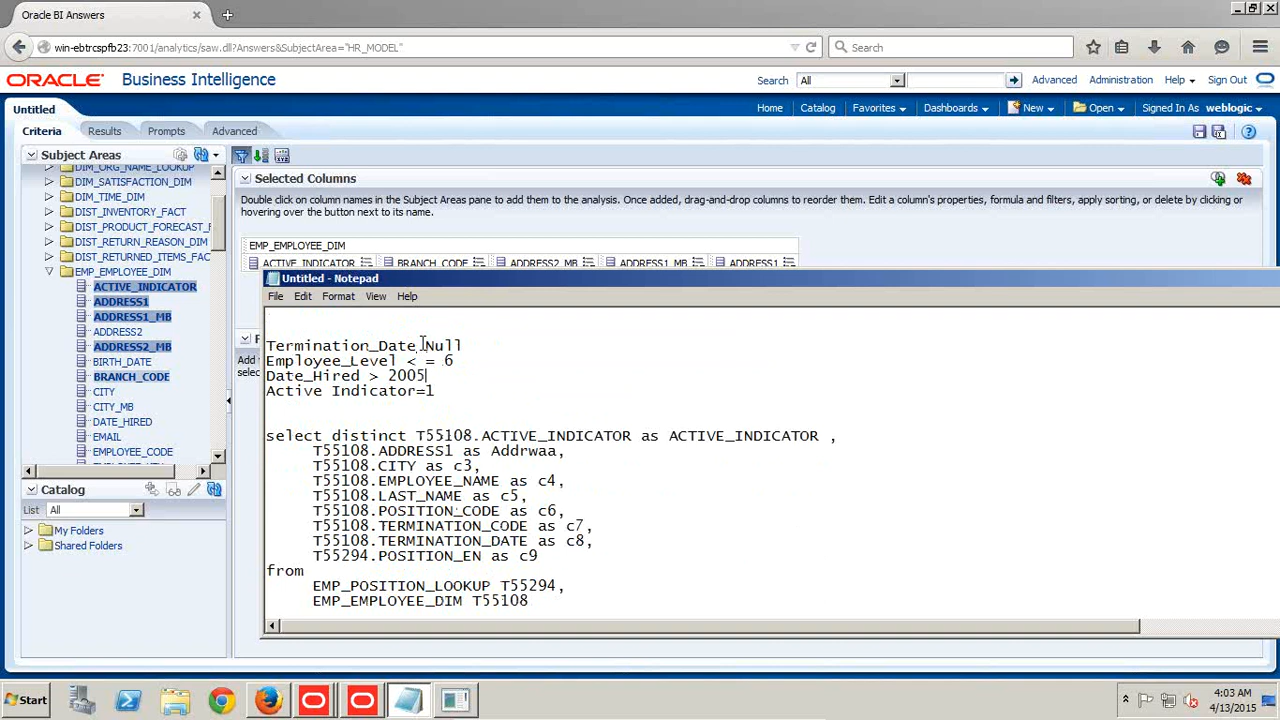 Oracle BI Answers
win-ebtrcspfb23:7001/analytics/saw.dll?Answers&SubjectArea="HR_MODEL"
Search
ORACLE Business Intelligence
Search All Advanced Administration Help Sign Out
Untitled
Home Catalog Favorites Dashboards New Open Signed In As weblogic
Criteria Results Prompts Advanced
Subject Areas
DIM_ORG_NAME_LOOKUP
DIM_SATISFACTION_DIM
DIM_TIME_DIM
DIST_INVENTORY_FACT
DIST_PRODUCT_FORECAST_F
DIST_RETURN_REASON_DIM
DIST_RETURNED_ITEMS_FAC
EMP_EMPLOYEE_DIM
ACTIVE_INDICATOR
ADDRESS1
ADDRESS1_MB
ADDRESS2
ADDRESS2_MB
BIRTH_DATE
BRANCH_CODE
CITY
CITY_MB
DATE_HIRED
EMAIL
EMPLOYEE_CODE
Catalog
List All
My Folders
Shared Folders
Selected Columns
Double click on column names in the Subject Areas pane to add them to the analysis. Once added, drag-and-drop columns to reorder them. Edit a column's properties, formula and filters, apply sorting, or delete by clicking or
hovering over the button next to its name.
EMP_EMPLOYEE_DIM
ACTIVE_INDICATOR BRANCH_CODE ADDRESS2_MB ADDRESS1_MB ADDRESS1
F
Add
selec
Untitled - Notepad
File Edit Format View Help
Termination_Date Null
Employee_Level < = 6
Date_Hired > 2005
Active Indicator=1
select distinct T55108.ACTIVE_INDICATOR as ACTIVE_INDICATOR ,
T55108.ADDRESS1 as Addrwaa,
T55108.CITY as c3,
T55108.EMPLOYEE_NAME as c4,
T55108.LAST_NAME as c5,
T55108.POSITION_CODE as c6,
T55108.TERMINATION_CODE as c7,
T55108.TERMINATION_DATE as c8,
T55294.POSITION_EN as c9
from
EMP_POSITION_LOOKUP T55294,
EMP_EMPLOYEE_DIM T55108
Start
4:03 AM
4/13/2015